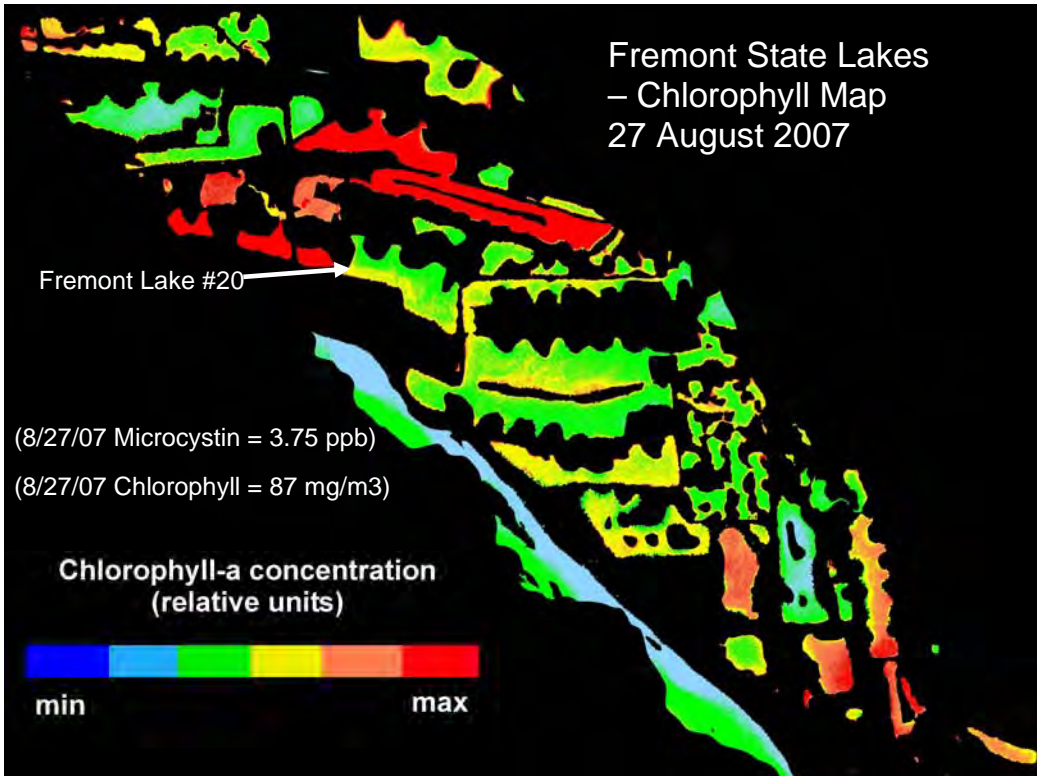 Fremont State Lakes
– Chlorophyll Map
27 August 2007
Fremont Lake #20
(8/27/07 Microcystin = 3.75 ppb)
(8/27/07 Chlorophyll = 87 mg/m3)
Chlorophyll-a concentration
(relative units)
min max